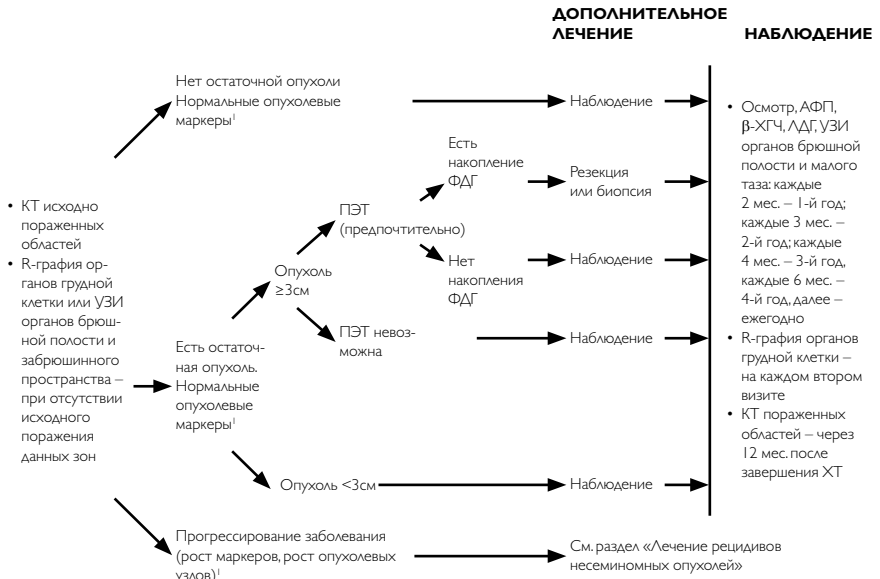 ДОПОЛНИТЕЛЬНОЕ
ЛЕЧЕНИЕ
НАБЛЮДЕНИЕ
• КТ исходно
пораженных
областей
• R-графия ор-
ганов грудной
клетки или УЗИ
органов брюш-
ной полости и
забрюшинного
пространства –
при отсутствии
исходного
поражения
данных зон
Нет остаточной опухоли
Нормальные опухолевые
маркеры¹
Наблюдение
Есть остаточ-
ная опухоль.
Нормальные
опухолевые
маркеры¹
Опухоль
≥3см
ПЭТ
(предпочтительно)
Есть
накопление
ФДГ
Резекция
или биопсия
Нет
накопления
ФДГ
Наблюдение
ПЭТ невоз-
можна
Наблюдение
Опухоль <3см
Наблюдение
Прогрессирование заболевания
(рост маркеров, рост опухолевых
узлов)¹
См. раздел «Лечение рецидивов
несеминомных опухолей»
• Осмотр, АФП,
β-ХГЧ, ЛДГ, УЗИ
органов брюшной
полости и малого
таза: каждые
2 мес. – 1-й год;
каждые 3 мес. –
2-й год; каждые
4 мес. – 3-й год,
каждые 6 мес. –
4-й год, далее –
ежегодно
• R-графия органов
грудной клетки –
на каждом втором
визите
• КТ пораженных
областей – через
12 мес. после
завершения ХТ